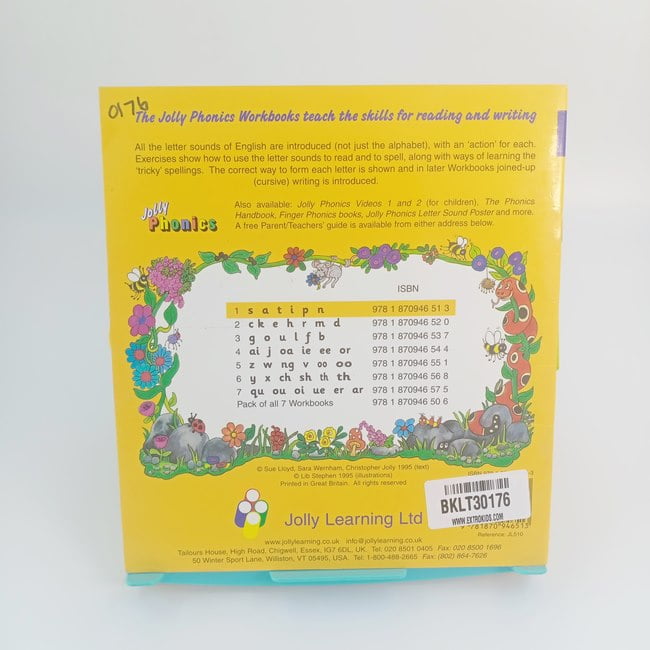 0176
The Jolly Phonics Workbooks teach the skills for reading and writing
All the letter sounds of English are introduced (not just the alphabet), with an 'action' for each.
Exercises show how to use the letter sounds to read and to spell, along with ways of learning the
'tricky' spellings. The correct way to form each letter is shown and in later Workbooks joined-up
(cursive) writing is introduced.
Jolly
Phonics
Also available: Jolly Phonics Videos 1 and 2 (for children), The Phonics
Handbook, Finger Phonics books, Jolly Phonics Letter Sound Poster and more.
A free Parent/Teachers' guide is available from either address below.
ISBN
1 s a t i p n 978 1 870946 51 3
2 ck e h r m d 978 1 870946 52 0
3 g o u l f b 978 1 870946 53 7
4 ai j oa ie ee or 978 1 870946 54 4
5 z w ng v oo oo 978 1 870946 55 1
6 y x ch sh th th 978 1 870946 56 8
7 qu ou oi ue er ar 978 1 870946 57 5
Pack of all 7 Workbooks 978 1 870946 50 6
© Sue Lloyd, Sara Wernham, Christopher Jolly 1995 (text)
© Lib Stephen 1995 (illustrations)
Printed in Great Britain. All rights reserved
BKLT30176
WWW.EXTROKIDS.COM
9 781870 946513
Reference: JL510
Jolly Learning Ltd
www.jollylearning.co.uk info@jollylearning.co.uk
Tailours House, High Road, Chigwell, Essex, IG7 6DL, UK. Tel: 020 8501 0405 Fax: 020 8500 1696
50 Winter Sport Lane, Williston, VT 05495, USA. Tel: 1-800-488-2665 Fax: (802) 864-7626